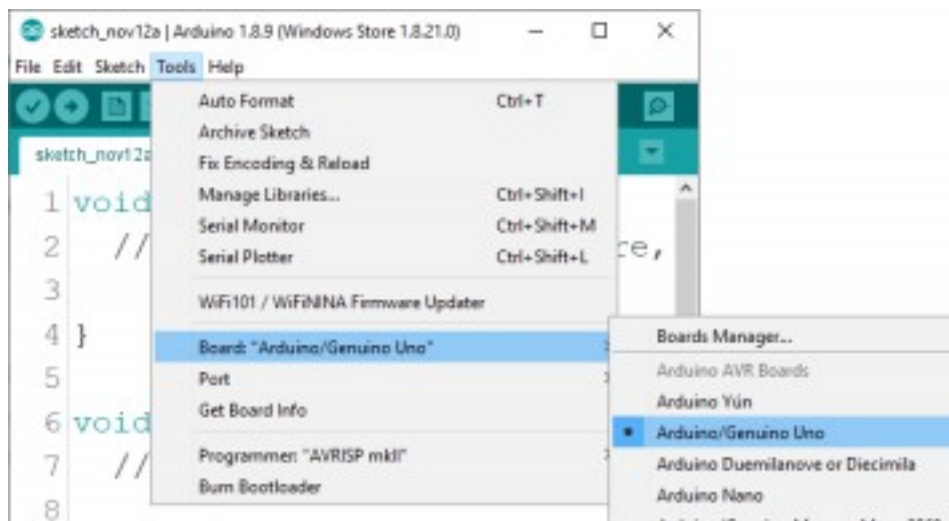 sketch_nov12a | Arduino 1.8.9 (Windows Store 1.8.21.0)
File Edit Sketch Tools Help
sketch_nov12a
Auto Format Ctrl+T
Archive Sketch
Fix Encoding & Reload
Manage Libraries... Ctrl+Shift+I
Serial Monitor Ctrl+Shift+M
Serial Plotter Ctrl+Shift+L
WiFi101 / WiFiNINA Firmware Updater
Board: "Arduino/Genuino Uno"
Port
Get Board Info
Programmer: "AVRISP mkII"
Burn Bootloader
Boards Manager...
Arduino AVR Boards
Arduino Yún
Arduino/Genuino Uno
Arduino Duemilanove or Diecimila
Arduino Nano
1 void
2 // re,
3
4 }
5
6 void
7 //
8